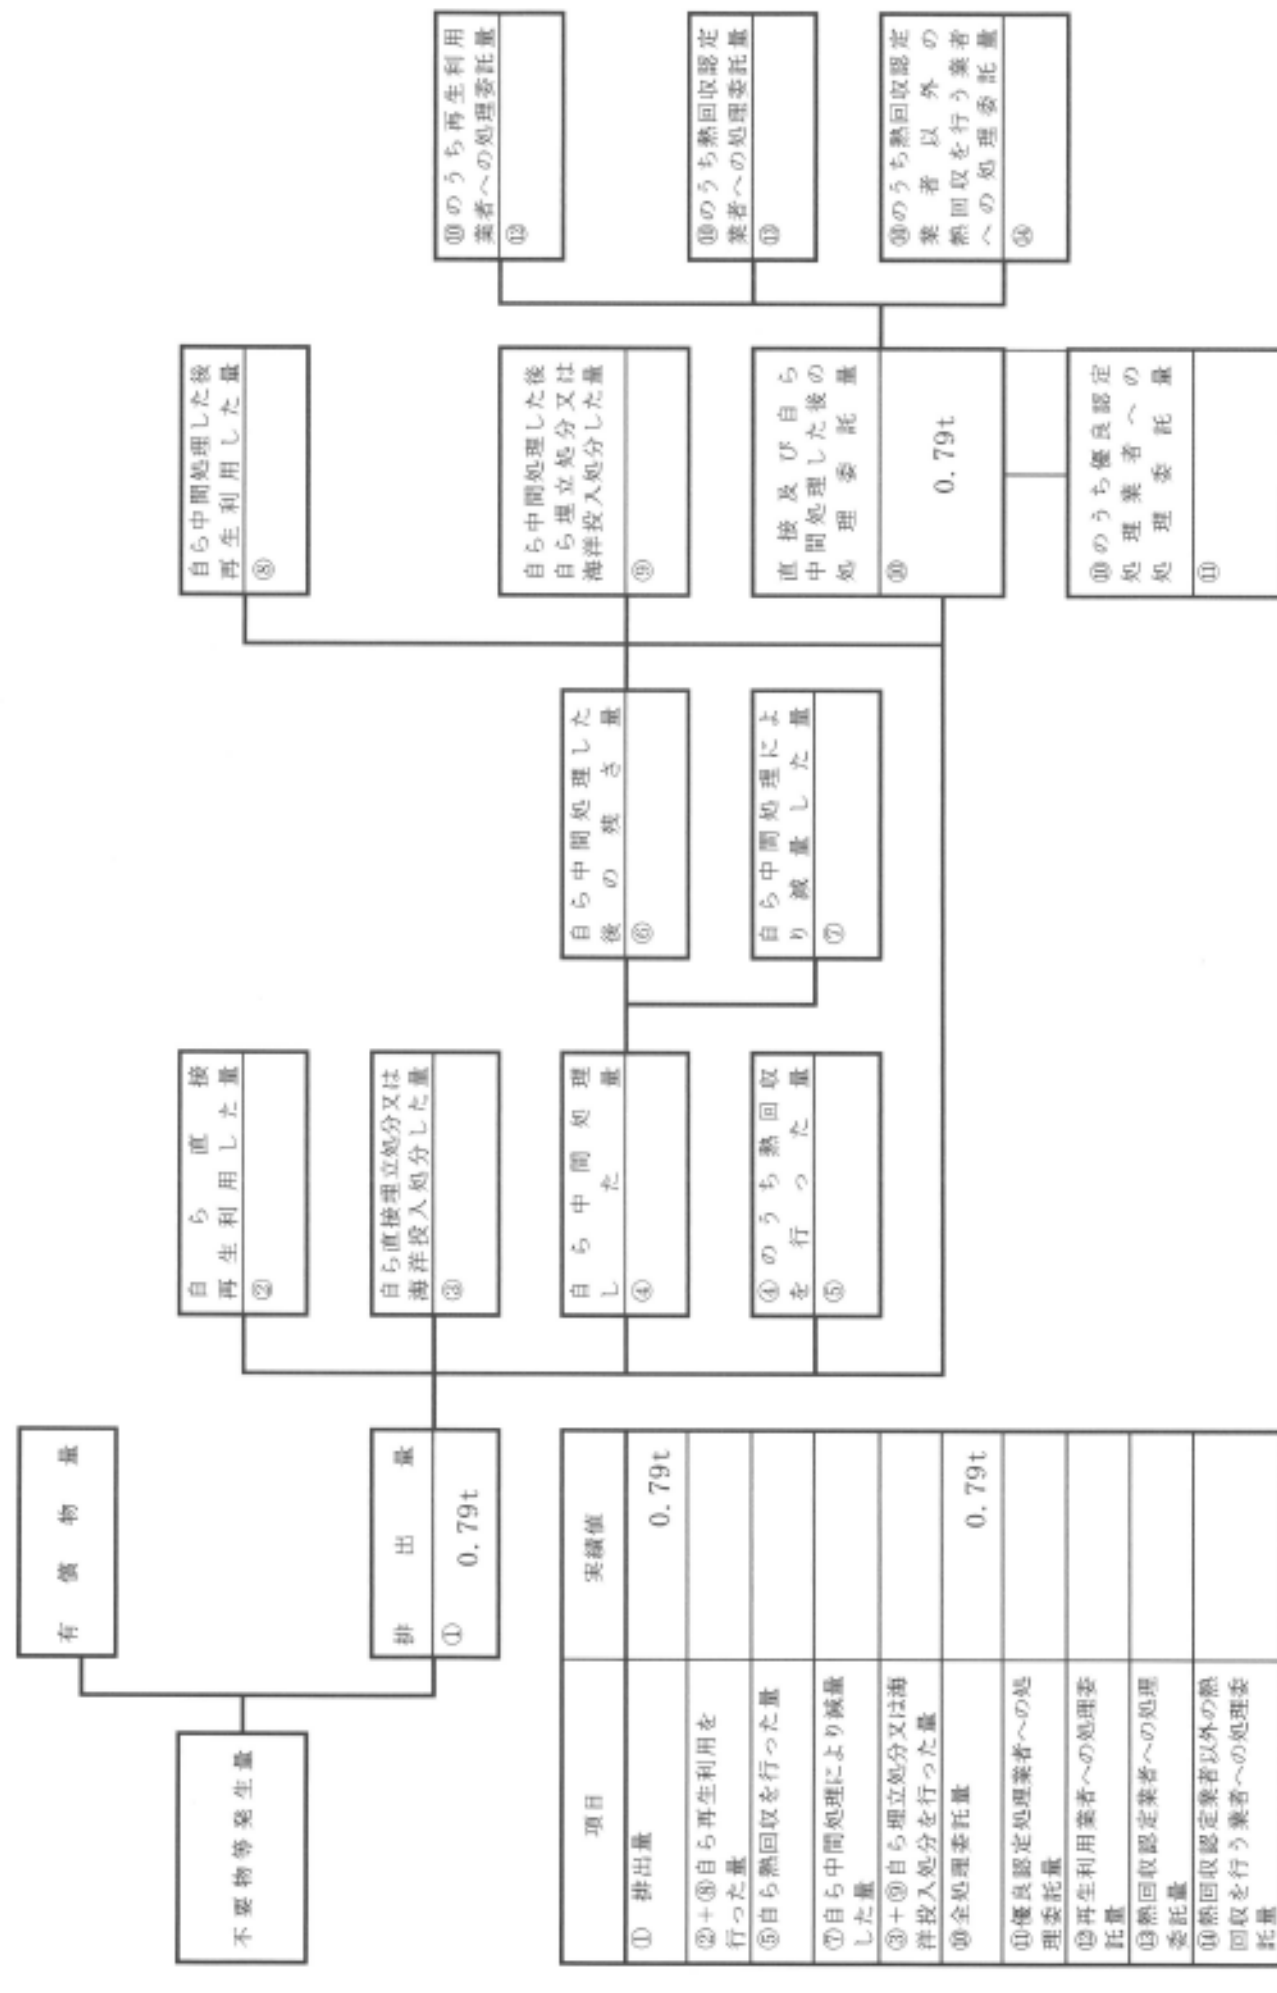 不要物等発生量
有償物量
排出量
①
0.79t
自ら直接
再生利用した量
②
自ら直接埋立処分又は
海洋投入処分した量
③
自ら中間処理
した量
④
④のうち熱回収
を行った量
⑤
自ら中間処理した
後の残さ量
⑥
自ら中間処理によ
り減量した量
⑦
自ら中間処理した後
再生利用した量
⑧
自ら中間処理した後
自ら埋立処分又は
海洋投入処分した量
⑨
直接及び自ら
中間処理した後の
処理委託量
⑩
0.79t
⑩のうち優良認定
処理業者への
処理委託量
⑪
⑩のうち再生利用
業者への処理委託量
⑫
⑩のうち熱回収認定
業者への処理委託量
⑬
⑩のうち熱回収認定
業者以外の
熱回収を行う業者
への処理委託量
⑭
項目
実績値
① 排出量
0.79t
②+⑧自ら再生利用を
行った量
⑤自ら熱回収を行った量
⑦自ら中間処理により減量
した量
③+⑨自ら埋立処分又は海
洋投入処分を行った量
⑩全処理委託量
0.79t
⑪優良認定処理業者への処
理委託量
⑫再生利用業者への処理委
託量
⑬熱回収認定業者への処理
委託量
⑭熱回収認定業者以外の熱
回収を行う業者への処理委
託量